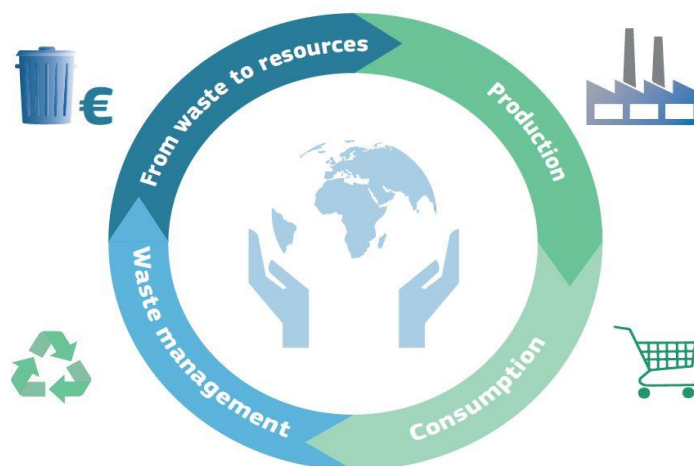 From waste to resources
Production
€
Consumption
Waste management